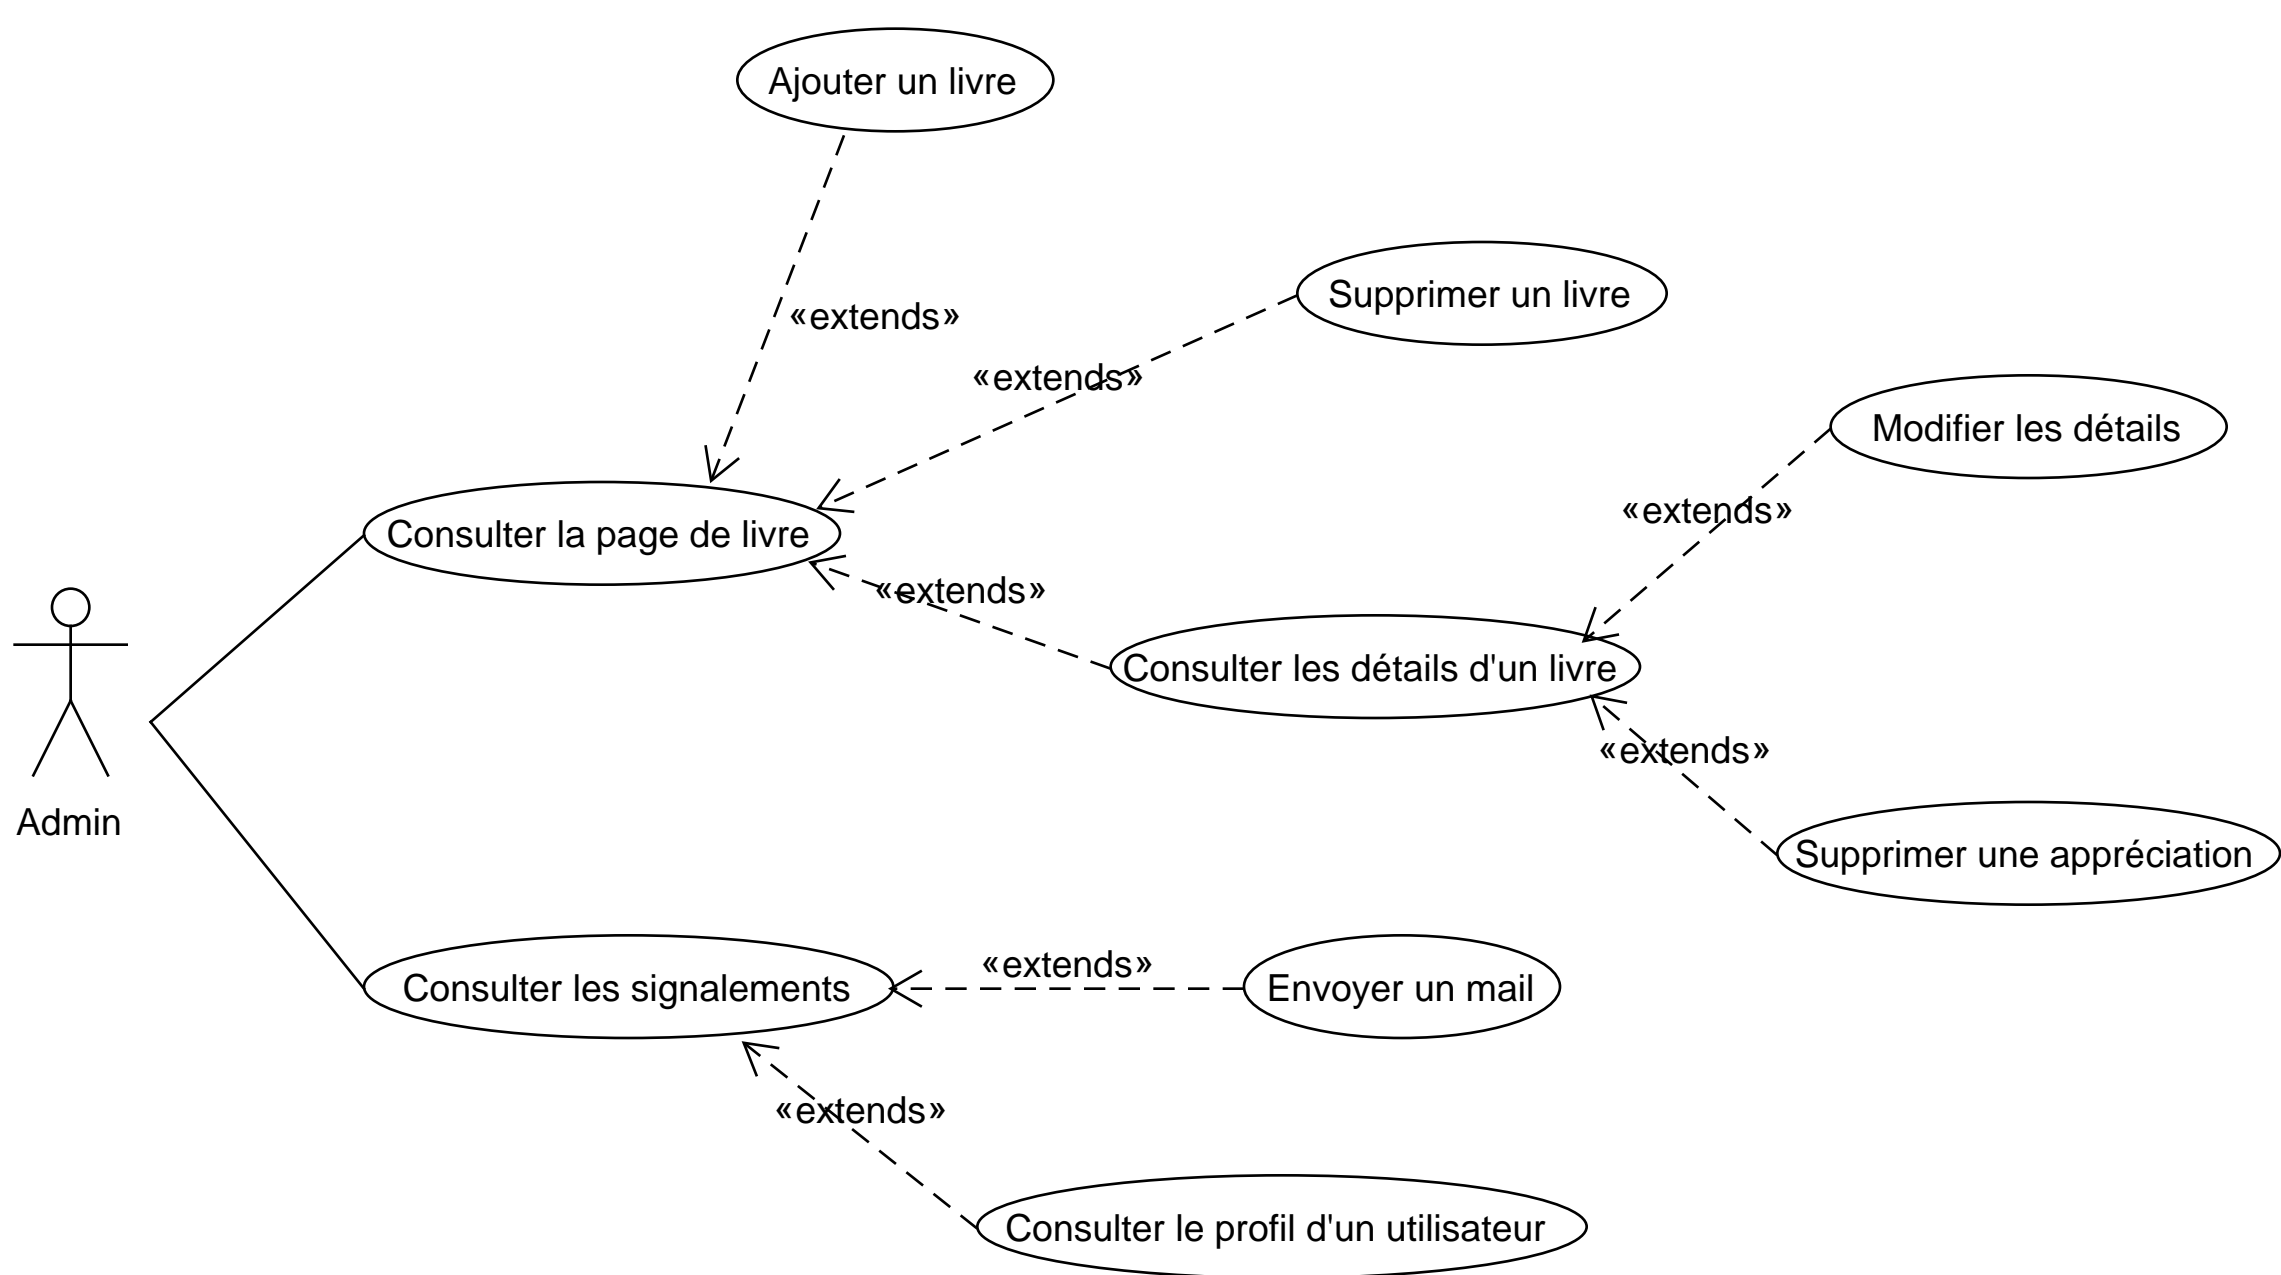 Ajouter un livre
«extends»
Supprimer un livre
«extends»
Modifier les détails
«extends»
Consulter la page de livre
«extends»
Consulter les détails d'un livre
«extends»
Admin
Supprimer une appréciation
«extends»
Consulter les signalements
Envoyer un mail
«extends»
Consulter le profil d'un utilisateur